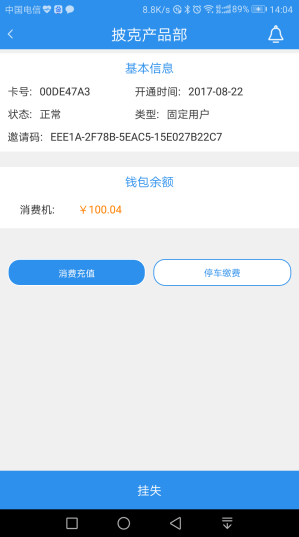 中国电信 8.8K/s 89% 14:04
披克产品部
基本信息
卡号: 00DE47A3 开通时间: 2017-08-22
状态: 正常 类型: 固定用户
邀请码: EEE1A-2F78B-5EAC5-15E027B22C7
钱包余额
消费机: ￥100.04
消费充值 停车缴费
挂失